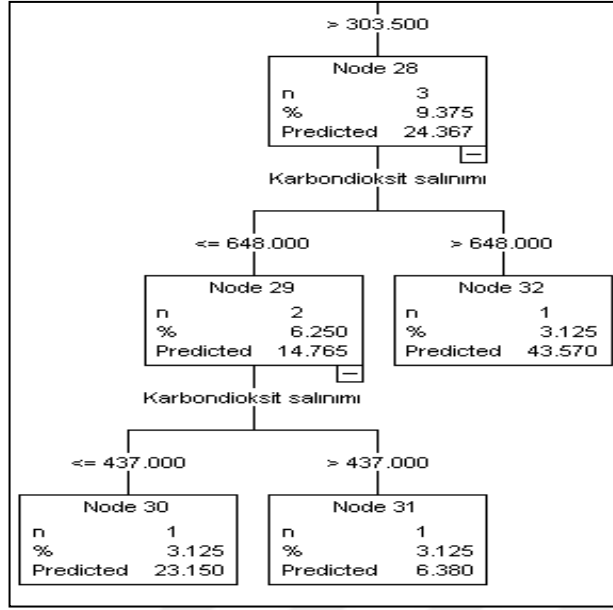 > 303.500
Node 28
n 3
% 9.375
Predicted 24.367
Karbondioksit salınımı
<= 648.000 > 648.000
Node 29
n 2
% 6.250
Predicted 14.765
Node 32
n 1
% 3.125
Predicted 43.570
Karbondioksit salınımı
<= 437.000 > 437.000
Node 30
n 1
% 3.125
Predicted 23.150
Node 31
n 1
% 3.125
Predicted 6.380